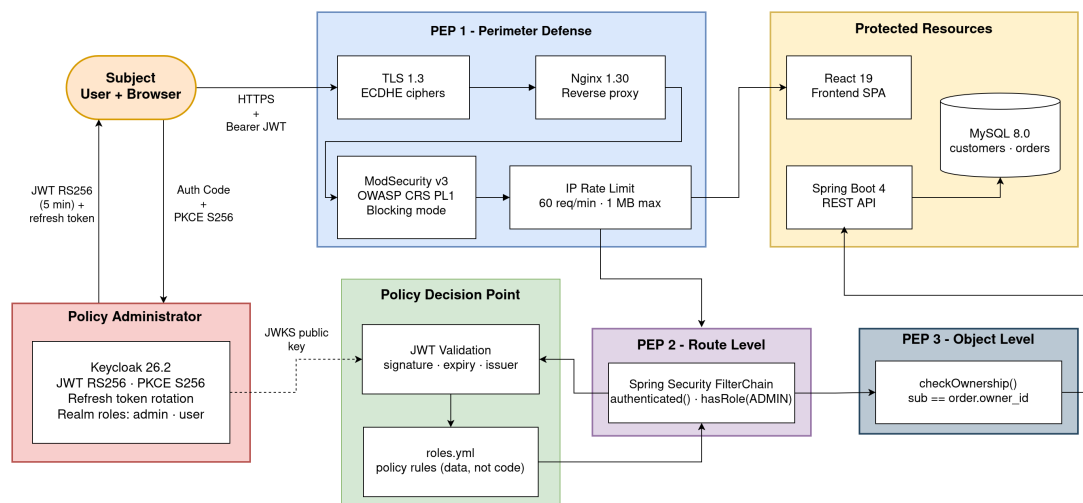 PEP 1 - Perimeter Defense
Protected Resources
Subject
User + Browser
HTTPS
+
Bearer JWT
TLS 1.3
ECDHE ciphers
Nginx 1.30
Reverse proxy
React 19
Frontend SPA
MySQL 8.0
customers · orders
ModSecurity v3
OWASP CRS PL1
Blocking mode
IP Rate Limit
60 req/min · 1 MB max
Spring Boot 4
REST API
JWT RS256
(5 min) +
refresh token
Auth Code
+
PKCE S256
Policy Administrator
Keycloak 26.2
JWT RS256 · PKCE S256
Refresh token rotation
Realm roles: admin · user
JWKS public
key
Policy Decision Point
JWT Validation
signature · expiry · issuer
roles.yml
policy rules (data, not code)
PEP 2 - Route Level
Spring Security FilterChain
authenticated() · hasRole(ADMIN)
PEP 3 - Object Level
checkOwnership()
sub == order.owner_id